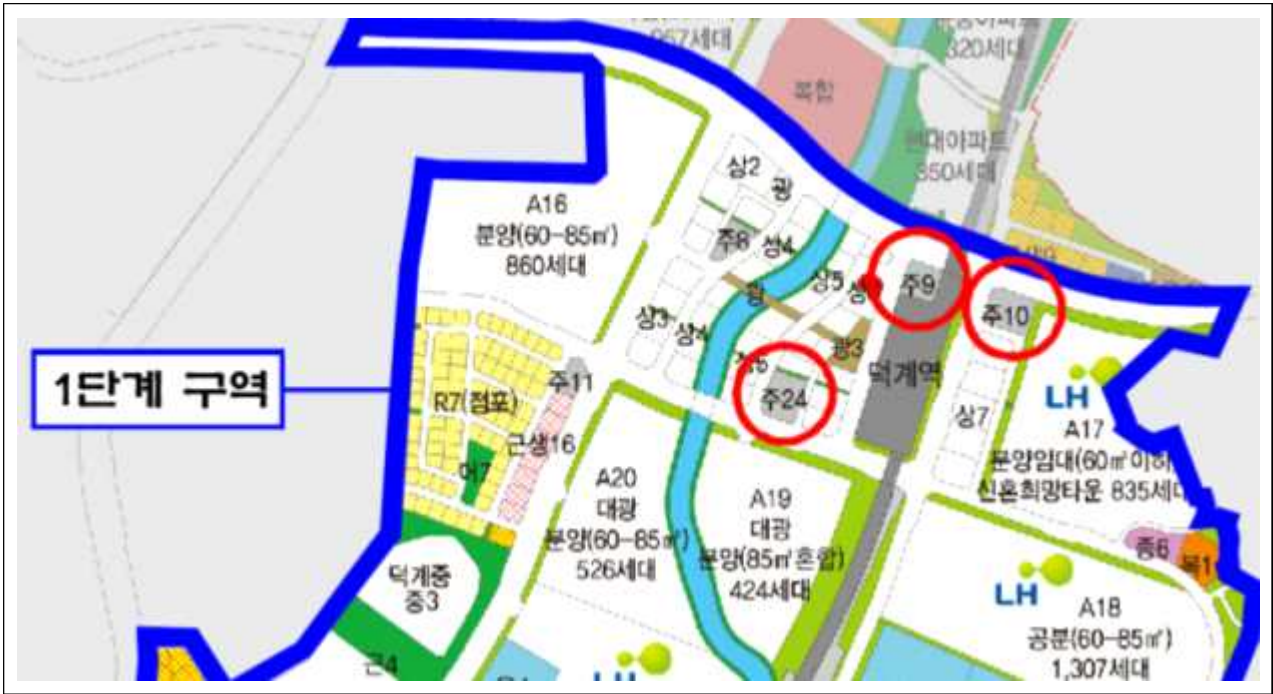 967세대
320세대
복합
현대아파트
350세대
상2
광
A16
분양(60-85㎡)
860세대
주8
상4
상5
주9
주10
광
상3
상4
광3
덕계역
1단계 구역
주11
R7(점포)
근생16
어7
주24
상7
LH
A17
분양임대(60㎡이하)
신혼희망타운 835세대
A20
대광
분양(60-85㎡)
526세대
A19
대광
분양(85㎡혼합)
424세대
종6
복1
덕계중
중3
LH
A18
공분(60-85㎡)
1,307세대
근4
LH